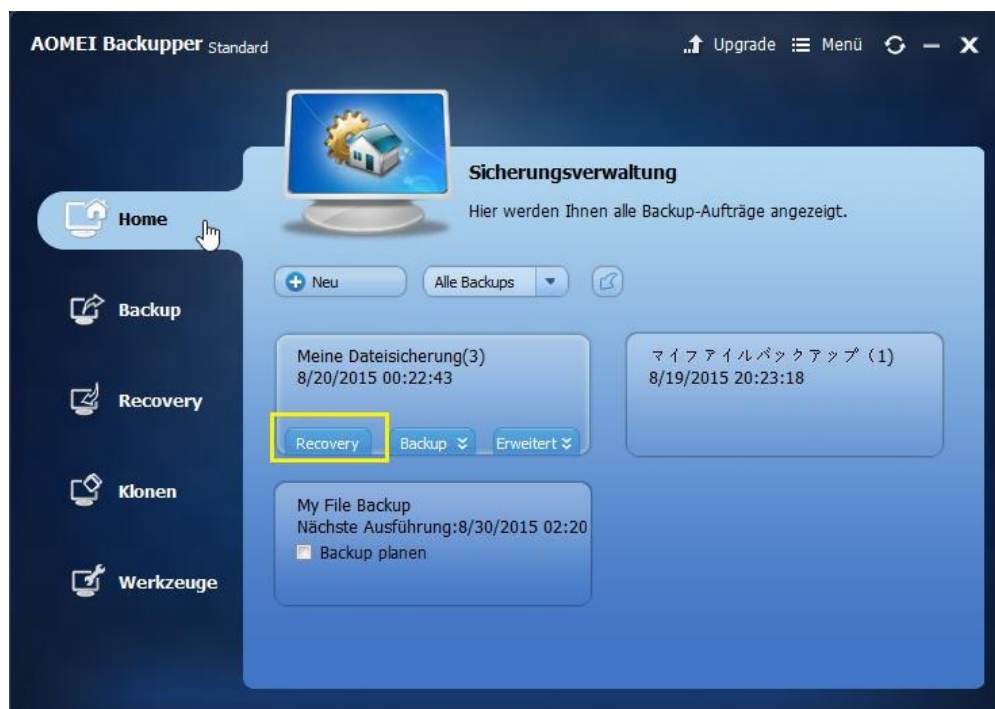 AOMEI Backupper Standard
Upgrade Menü
Sicherungsverwaltung
Hier werden Ihnen alle Backup-Aufträge angezeigt.
Home
Backup
Recovery
Klonen
Werkzeuge
Neu
Alle Backups
Meine Dateisicherung(3)
8/20/2015 00:22:43
Recovery
Backup
Erweitert
マイファイルバックアップ(1)
8/19/2015 20:23:18
My File Backup
Nächste Ausführung:8/30/2015 02:20
Backup planen